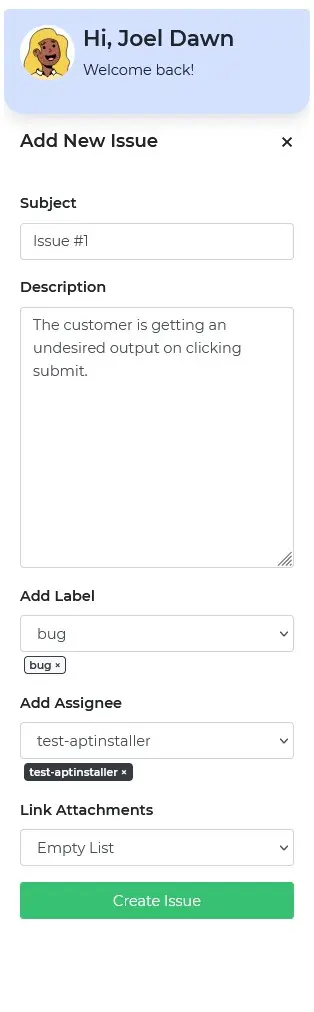 Hi, Joel Dawn
Welcome back!
Add New Issue
×
Subject
Issue #1
Description
The customer is getting an
undesired output on clicking
submit.
Add Label
bug
bug ×
Add Assignee
test-aptinstaller
test-aptinstaller ×
Link Attachments
Empty List
Create Issue